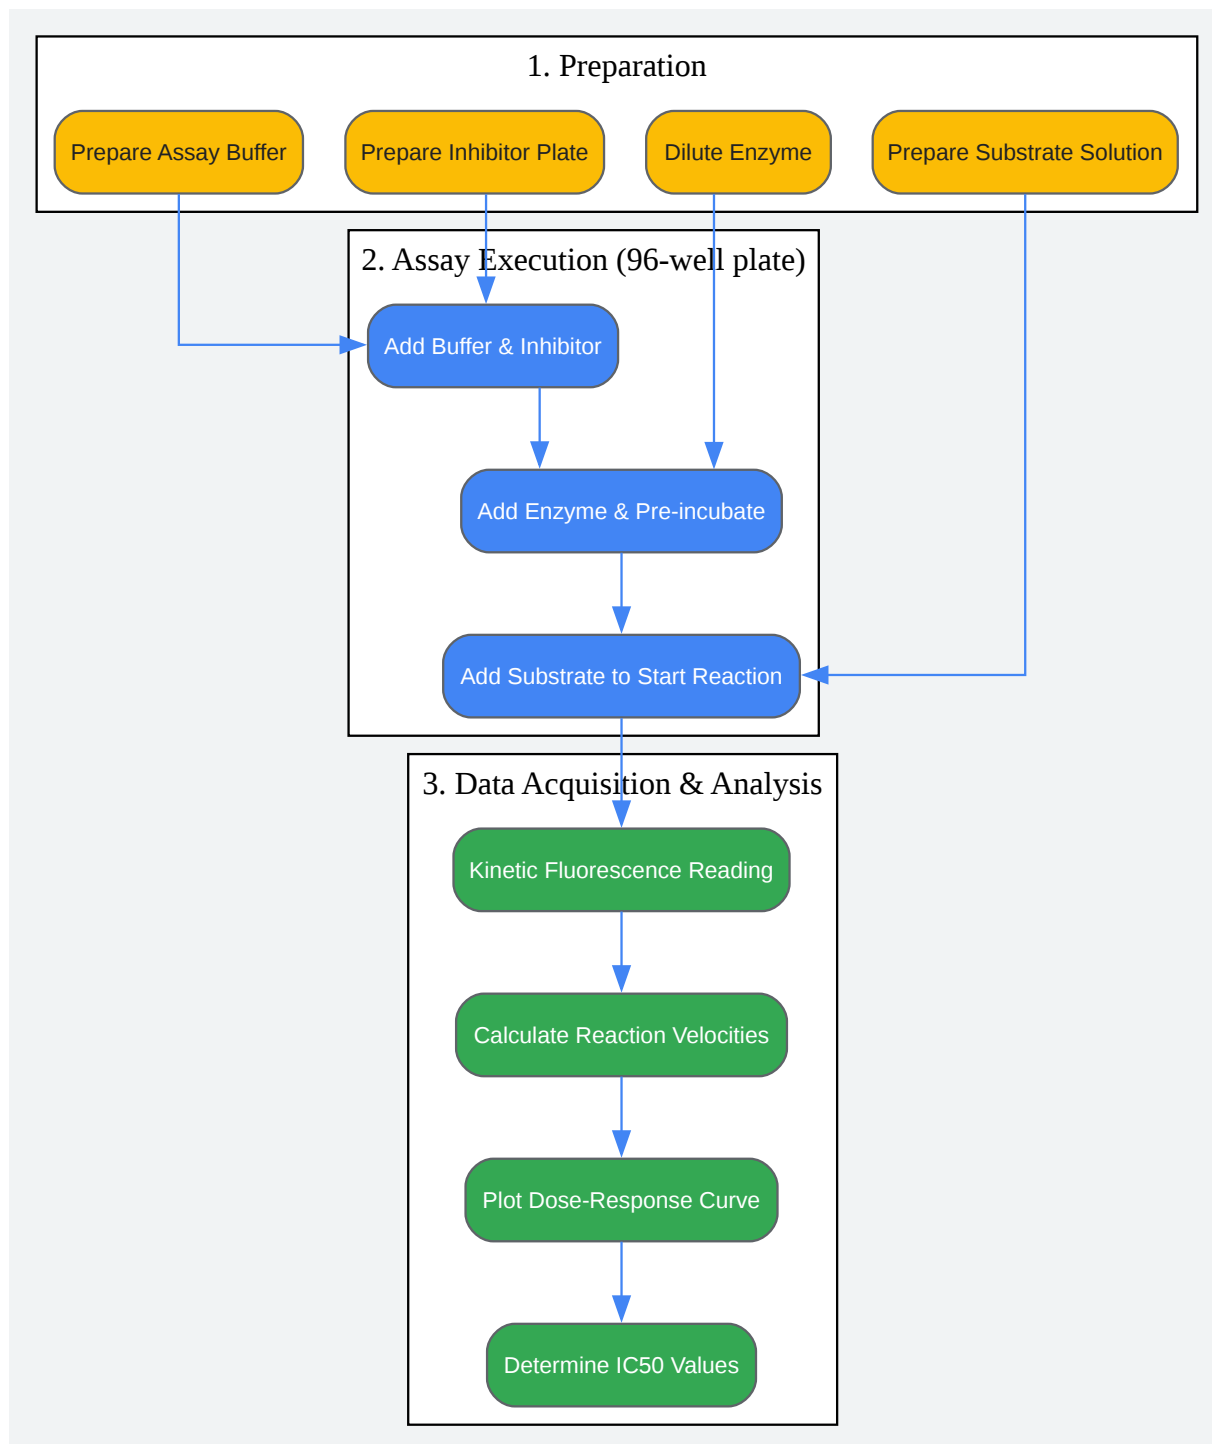 1. Preparation
Prepare Assay Buffer
Prepare Inhibitor Plate
Dilute Enzyme
Prepare Substrate Solution
2. Assay Execution (96-well plate)
Add Buffer & Inhibitor
Add Enzyme & Pre-incubate
Add Substrate to Start Reaction
3. Data Acquisition & Analysis
Kinetic Fluorescence Reading
Calculate Reaction Velocities
Plot Dose-Response Curve
Determine IC50 Values